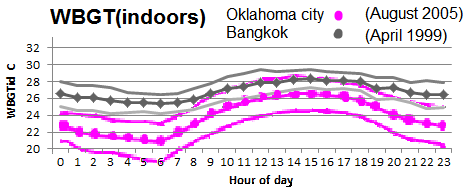 WBGT(indoors) Oklahoma city (August 2005)
Bangkok (April 1999)
WBGTid C
32
30
28
26
24
22
20
0 1 2 3 4 5 6 7 8 9 10 11 12 13 14 15 16 17 18 19 20 21 22 23
Hour of day